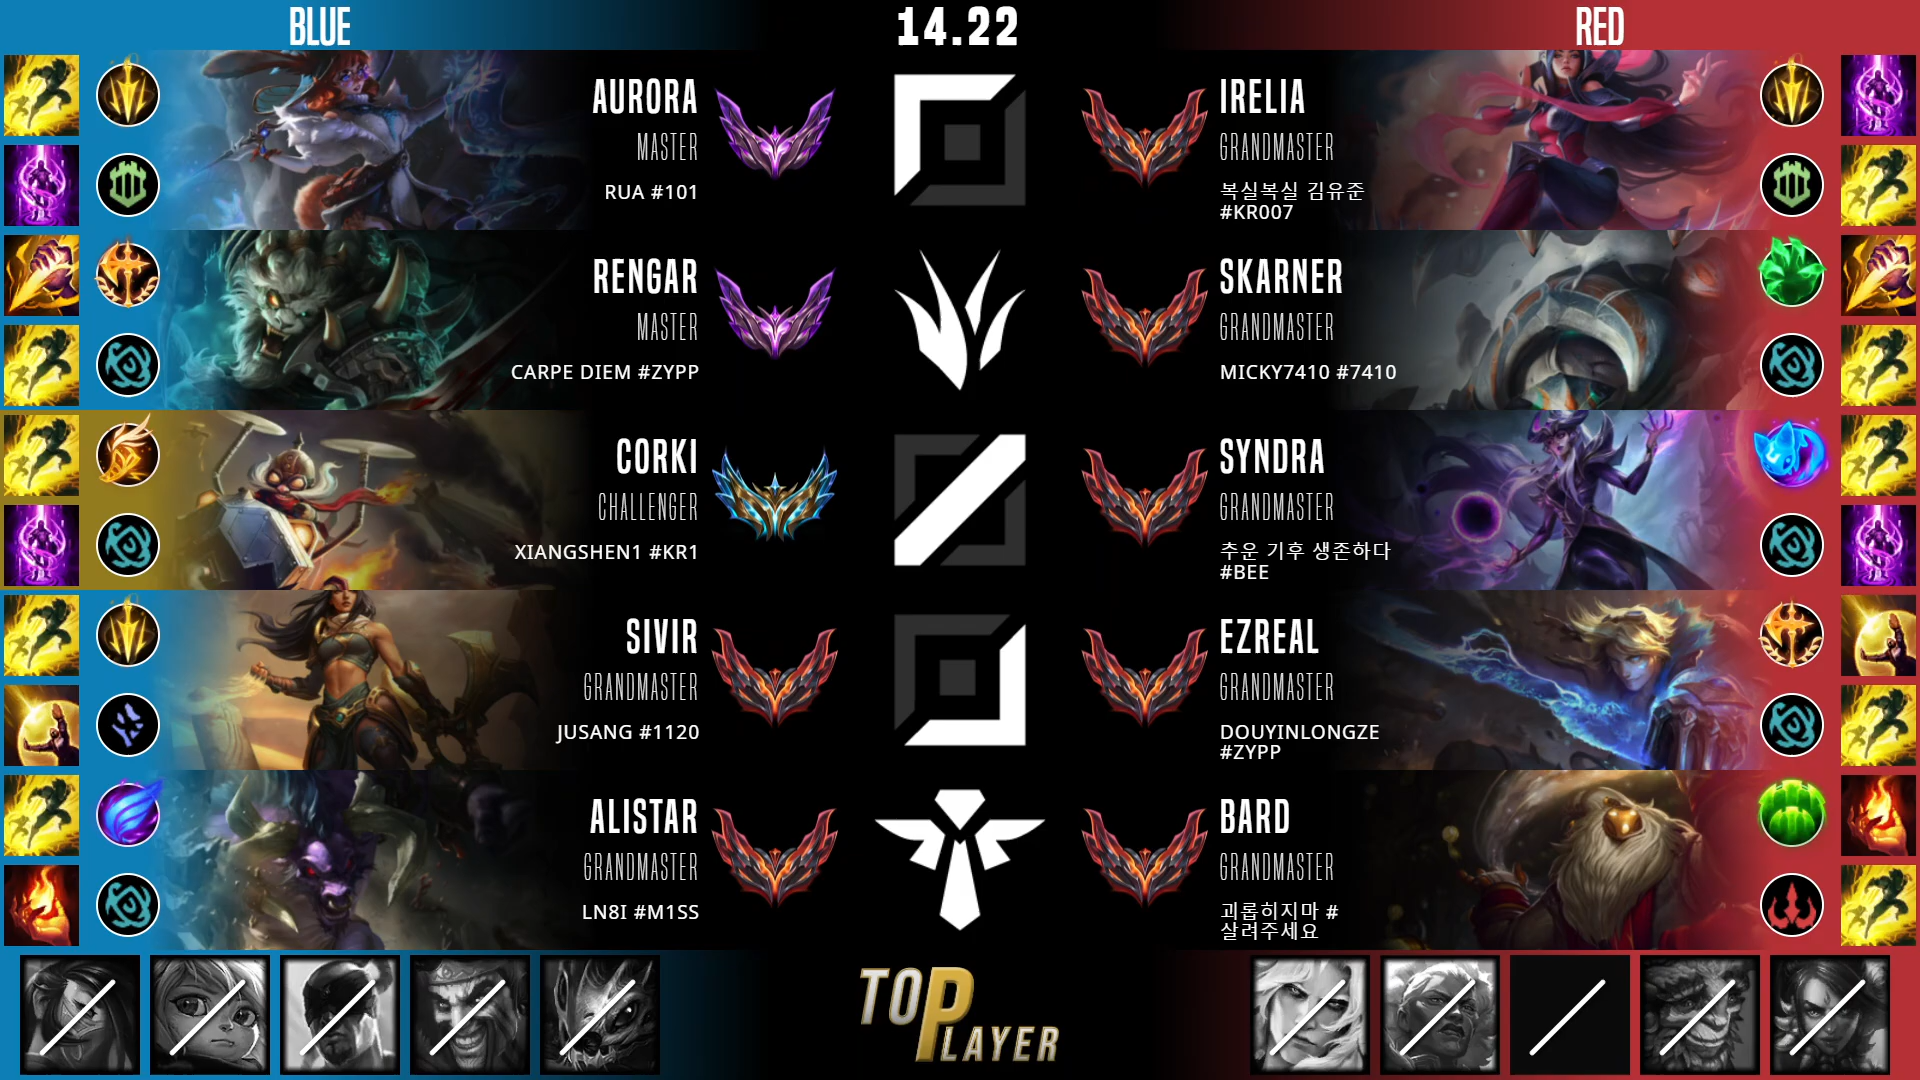 BLUE
14.22
RED
AURORA
MASTER
RUA #101
IRELIA
GRANDMASTER
복실복실 김유준
#KR007
RENGAR
MASTER
CARPE DIEM #ZYPP
SKARNER
GRANDMASTER
MICKY7410 #7410
CORKI
CHALLENGER
XIANGSHEN1 #KR1
SYNDRA
GRANDMASTER
추운 기후 생존하다
#BEE
SIVIR
GRANDMASTER
JUSANG #1120
EZREAL
GRANDMASTER
DOUYINLONGZE
#ZYPP
ALISTAR
GRANDMASTER
LN8I #M1SS
BARD
GRANDMASTER
괴롭히지마 #
살려주세요
TOP
PLAYER